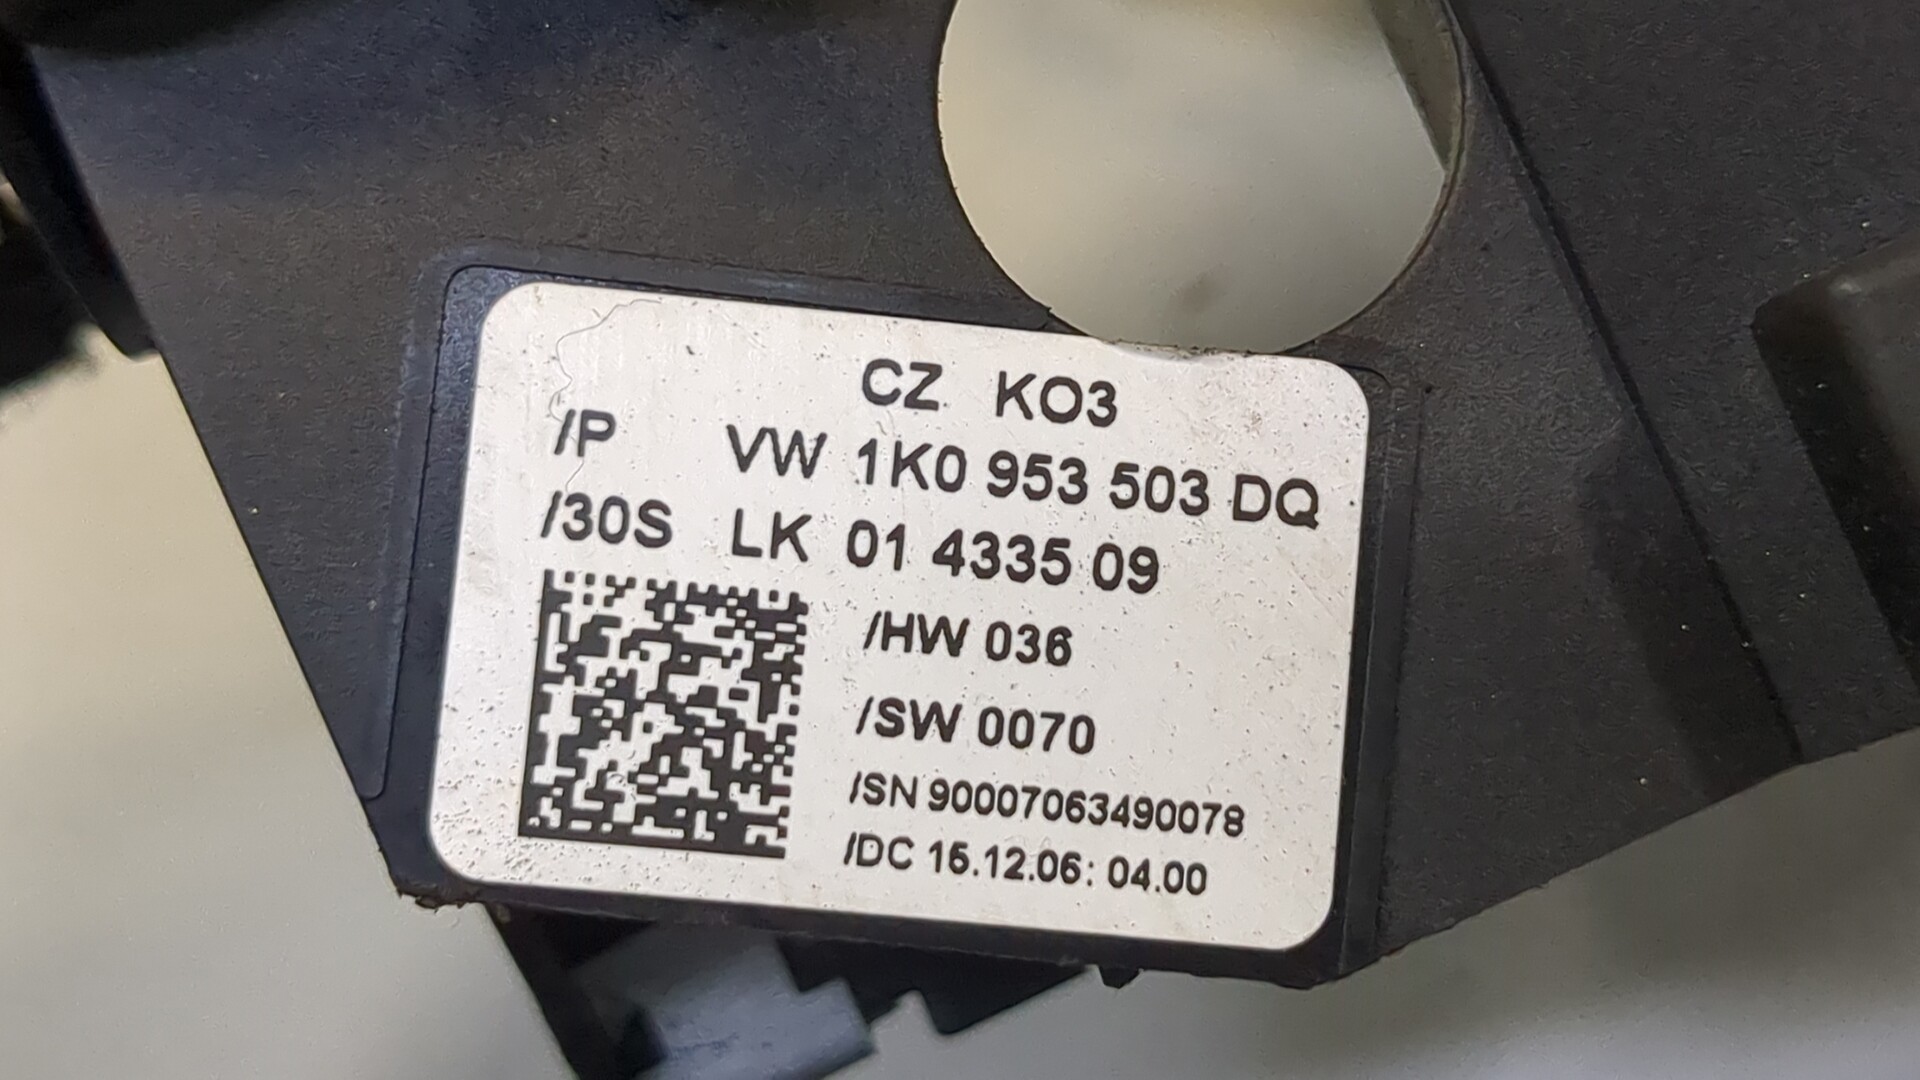 CZ KO3
/P VW 1K0 953 503 DQ
/30S LK 01 4335 09
/HW 036
/SW 0070
/SN 90007063490078
/DC 15.12.06: 04.00